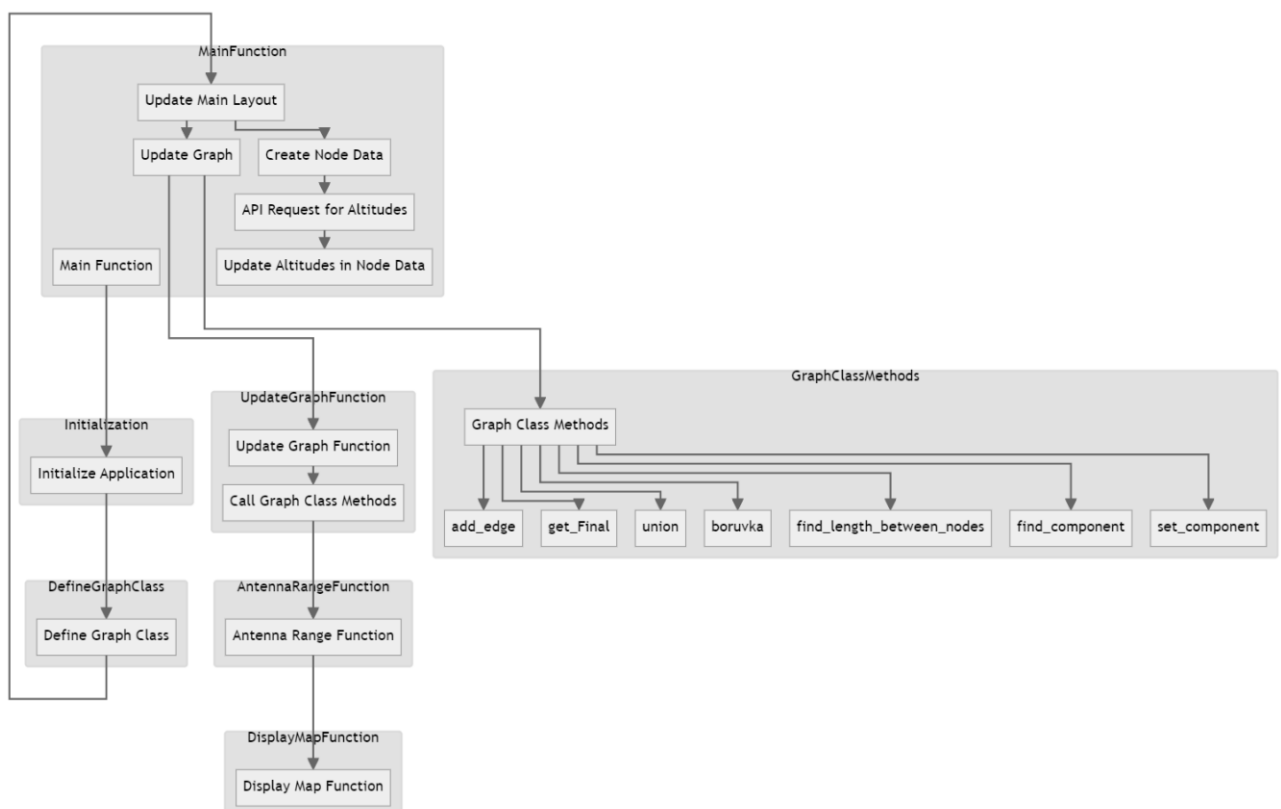 MainFunction
Update Main Layout
Update Graph
Create Node Data
API Request for Altitudes
Main Function
Update Altitudes in Node Data
GraphClassMethods
UpdateGraphFunction
Initialization
Graph Class Methods
Update Graph Function
Initialize Application
Call Graph Class Methods
add_edge
get_Final
union
boruvka
find_length_between_nodes
find_component
set_component
DefineGraphClass
AntennaRangeFunction
Define Graph Class
Antenna Range Function
DisplayMapFunction
Display Map Function